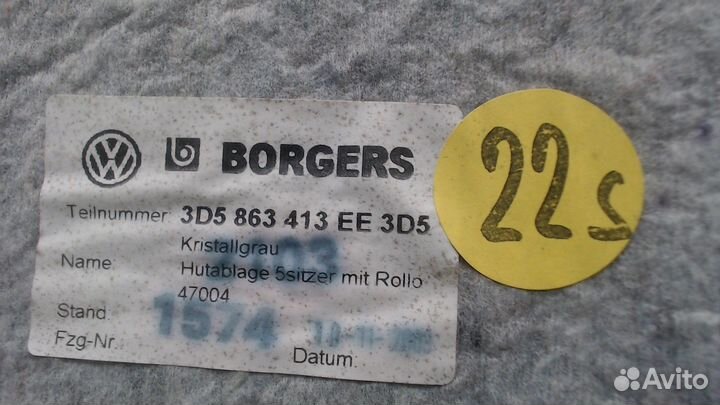 BORGERS
Teilnummer: 3D5 863 413 EE 3D5
Kristallgrau
Name Hutablage 5sitzer mit Rollo
47004
Stand.
Fzg-Nr. 1574
Datum:
22
Avito